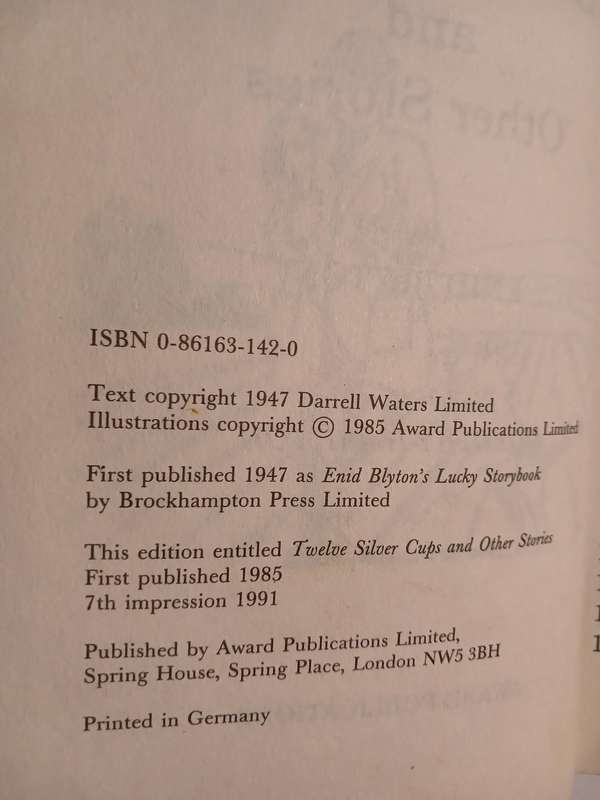 ISBN 0-86163-142-0
Text copyright 1947 Darrell Waters Limited
Illustrations copyright © 1985 Award Publications Limited
First published 1947 as Enid Blyton's Lucky Storybook
by Brockhampton Press Limited
This edition entitled Twelve Silver Cups and Other Stories
First published 1985
7th impression 1991
Published by Award Publications Limited,
Spring House, Spring Place, London NW5 3BH
Printed in Germany